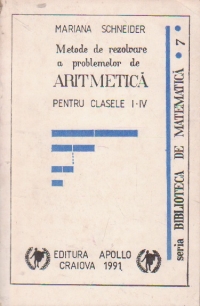 MARIANA SCHNEIDER
Metode de rezolvare
a problemelor de
ARITMETICĂ
PENTRU CLASELE I-IV
EDITURA APOLLO
CRAIOVA 1991
seria BIBLIOTECA DE MATEMATICĂ • 7 •